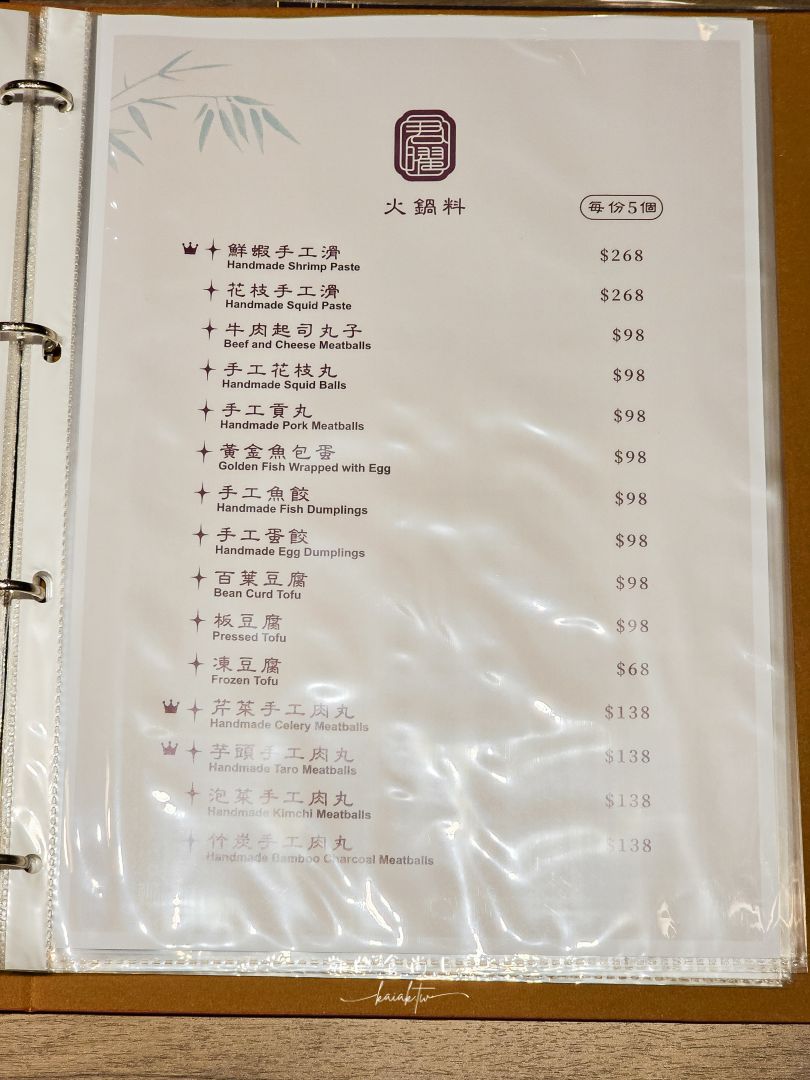 君曜
火鍋料
每份5個
鮮蝦手工滑 $268
Handmade Shrimp Paste
花枝手工滑 $268
Handmade Squid Paste
牛肉起司丸子 $98
Beef and Cheese Meatballs
手工花枝丸 $98
Handmade Squid Balls
手工貢丸 $98
Handmade Pork Meatballs
黃金魚包蛋 $98
Golden Fish Wrapped with Egg
手工魚餃 $98
Handmade Fish Dumplings
手工蛋餃 $98
Handmade Egg Dumplings
百葉豆腐 $98
Bean Curd Tofu
板豆腐 $98
Pressed Tofu
凍豆腐 $68
Frozen Tofu
芹菜手工肉丸 $138
Handmade Celery Meatballs
芋頭手工肉丸 $138
Handmade Taro Meatballs
泡菜手工肉丸 $138
Handmade Kimchi Meatballs
竹炭手工肉丸 $138
Handmade Bamboo Charcoal Meatballs
kaiak.tw